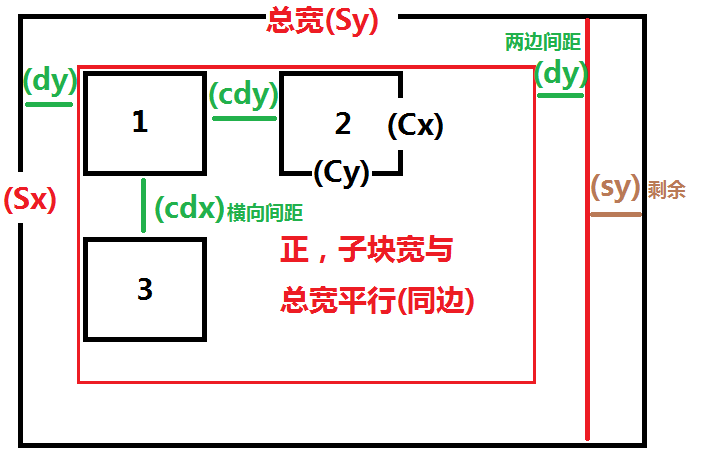 总宽(Sy)
两边间距
(dy)
(dy)
1
(cdy)
2
(Cx)
(Cy)
(Sx)
(sy)剩余
(cdx)横向间距
正，子块宽与
总宽平行(同边)
3